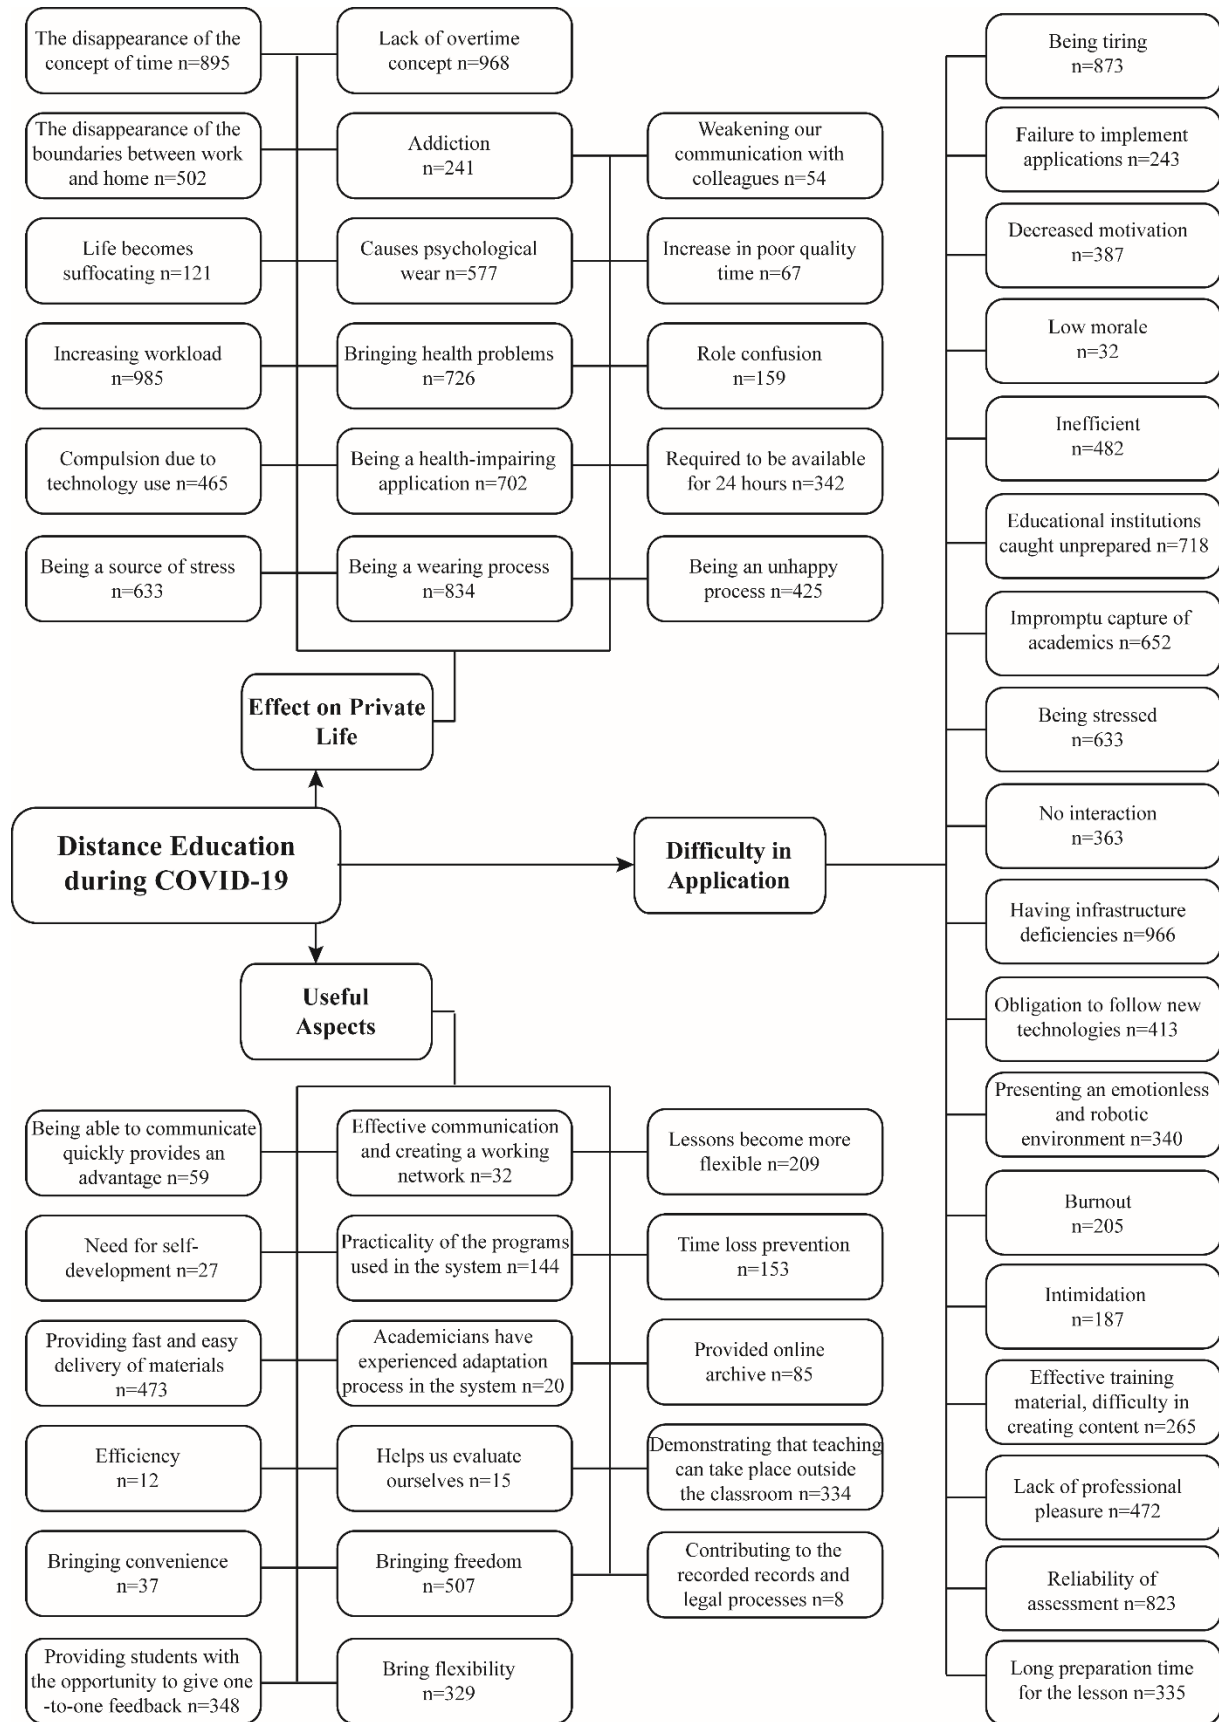 The disappearance of the
concept of time n=895
Lack of overtime
concept n=968
The disappearance of the
boundaries between work
and home n=502
Addiction
n=241
Weakening our
communication with
colleagues n=54
Life becomes
suffocating n=121
Causes psychological
wear n=577
Increase in poor quality
time n=67
Increasing workload
n=985
Bringing health problems
n=726
Role confusion
n=159
Compulsion due to
technology use n=465
Being a health-impairing
application n=702
Required to be available
for 24 hours n=342
Being a source of stress
n=633
Being a wearing process
n=834
Being an unhappy
process n=425
Effect on Private
Life
Distance Education
during COVID-19
Difficulty in
Application
Useful
Aspects
Being able to communicate
quickly provides an
advantage n=59
Effective communication
and creating a working
network n=32
Lessons become more
flexible n=209
Need for self-
development n=27
Practicality of the programs
used in the system n=144
Time loss prevention
n=153
Providing fast and easy
delivery of materials
n=473
Academicians have
experienced adaptation
process in the system n=20
Provided online
archive n=85
Efficiency
n=12
Helps us evaluate
ourselves n=15
Demonstrating that teaching
can take place outside
the classroom n=334
Bringing convenience
n=37
Bringing freedom
n=507
Contributing to the
recorded records and
legal processes n=8
Providing students with
the opportunity to give one
-to-one feedback n=348
Bring flexibility
n=329
Being tiring
n=873
Failure to implement
applications n=243
Decreased motivation
n=387
Low morale
n=32
Inefficient
n=482
Educational institutions
caught unprepared n=718
Impromptu capture of
academics n=652
Being stressed
n=633
No interaction
n=363
Having infrastructure
deficiencies n=966
Obligation to follow new
technologies n=413
Presenting an emotionless
and robotic
environment n=340
Burnout
n=205
Intimidation
n=187
Effective training
material, difficulty in
creating content n=265
Lack of professional
pleasure n=472
Reliability of
assessment n=823
Long preparation time
for the lesson n=335